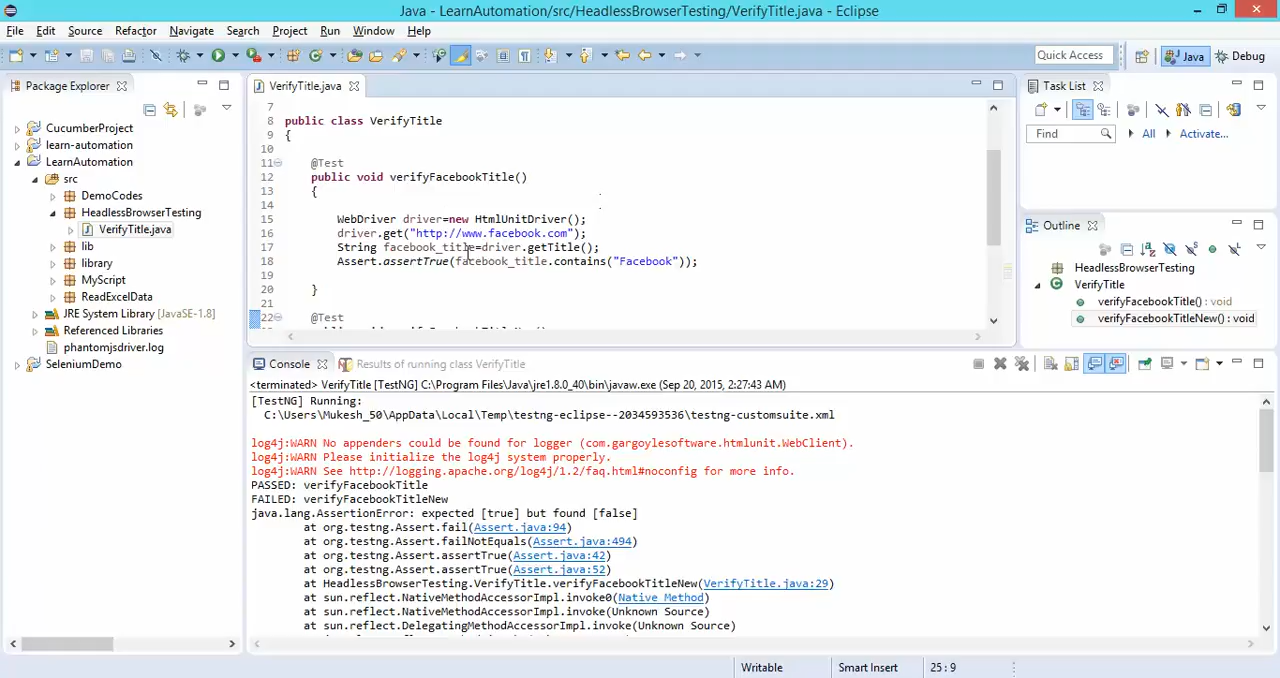 Java - LearnAutomation/src/HeadlessBrowserTesting/VerifyTitle.java - Eclipse
File Edit Source Refactor Navigate Search Project Run Window Help
Quick Access
Java
Debug
Package Explorer
CucumberProject
learn-automation
LearnAutomation
src
DemoCodes
HeadlessBrowserTesting
VerifyTitle.java
lib
library
MyScript
ReadExcelData
JRE System Library [JavaSE-1.8]
Referenced Libraries
phantomjsdriver.log
SeleniumDemo
VerifyTitle.java
7
8 public class VerifyTitle
9 {
10
11 @Test
12 public void verifyFacebookTitle()
13 {
14
15 WebDriver driver=new HtmlUnitDriver();
16 driver.get("http://www.facebook.com");
17 String facebook_title=driver.getTitle();
18 Assert.assertTrue(facebook_title.contains("Facebook"));
19
20 }
21
22 @Test
Task List
Find
All
Activate...
Outline
HeadlessBrowserTesting
VerifyTitle
verifyFacebookTitle() : void
verifyFacebookTitleNew() : void
Console
Results of running class VerifyTitle
<terminated> VerifyTitle [TestNG] C:\Program Files\Java\jre1.8.0_40\bin\javaw.exe (Sep 20, 2015, 2:27:43 AM)
[TestNG] Running:
C:\Users\Mukesh_50\AppData\Local\Temp\testng-eclipse--2034593536\testng-customsuite.xml
log4j:WARN No appenders could be found for logger (com.gargoylesoftware.htmlunit.WebClient).
log4j:WARN Please initialize the log4j system properly.
log4j:WARN See http://logging.apache.org/log4j/1.2/faq.html#noconfig for more info.
PASSED: verifyFacebookTitle
FAILED: verifyFacebookTitleNew
java.lang.AssertionError: expected [true] but found [false]
at org.testng.Assert.fail(Assert.java:94)
at org.testng.Assert.failNotEquals(Assert.java:494)
at org.testng.Assert.assertTrue(Assert.java:42)
at org.testng.Assert.assertTrue(Assert.java:52)
at HeadlessBrowserTesting.VerifyTitle.verifyFacebookTitleNew(VerifyTitle.java:29)
at sun.reflect.NativeMethodAccessorImpl.invoke0(Native Method)
at sun.reflect.NativeMethodAccessorImpl.invoke(Unknown Source)
at sun.reflect.DelegatingMethodAccessorImpl.invoke(Unknown Source)
Writable
Smart Insert
25 : 9